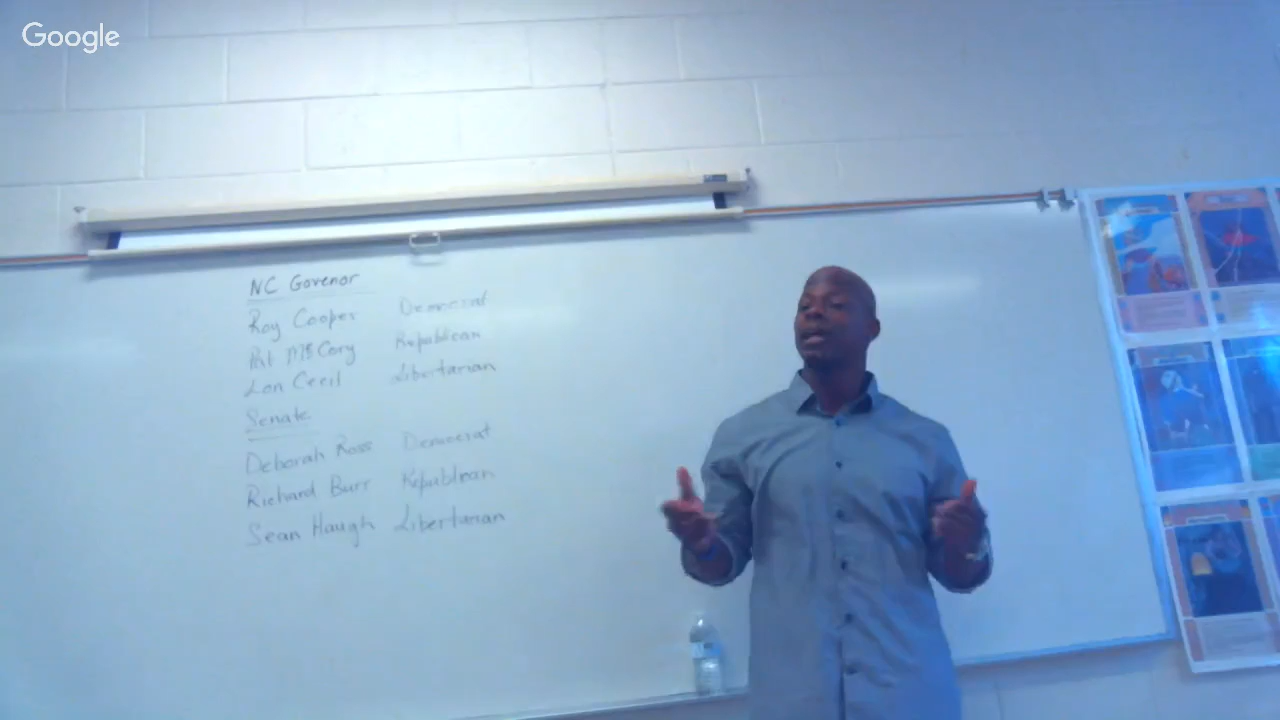 Google
NC Govenor
Roy Cooper Democrat
Pat McCory Republican
Lon Cecil Libertarian
Senate
Deborah Ross Democrat
Richard Burr Republican
Sean Haugh Libertarian